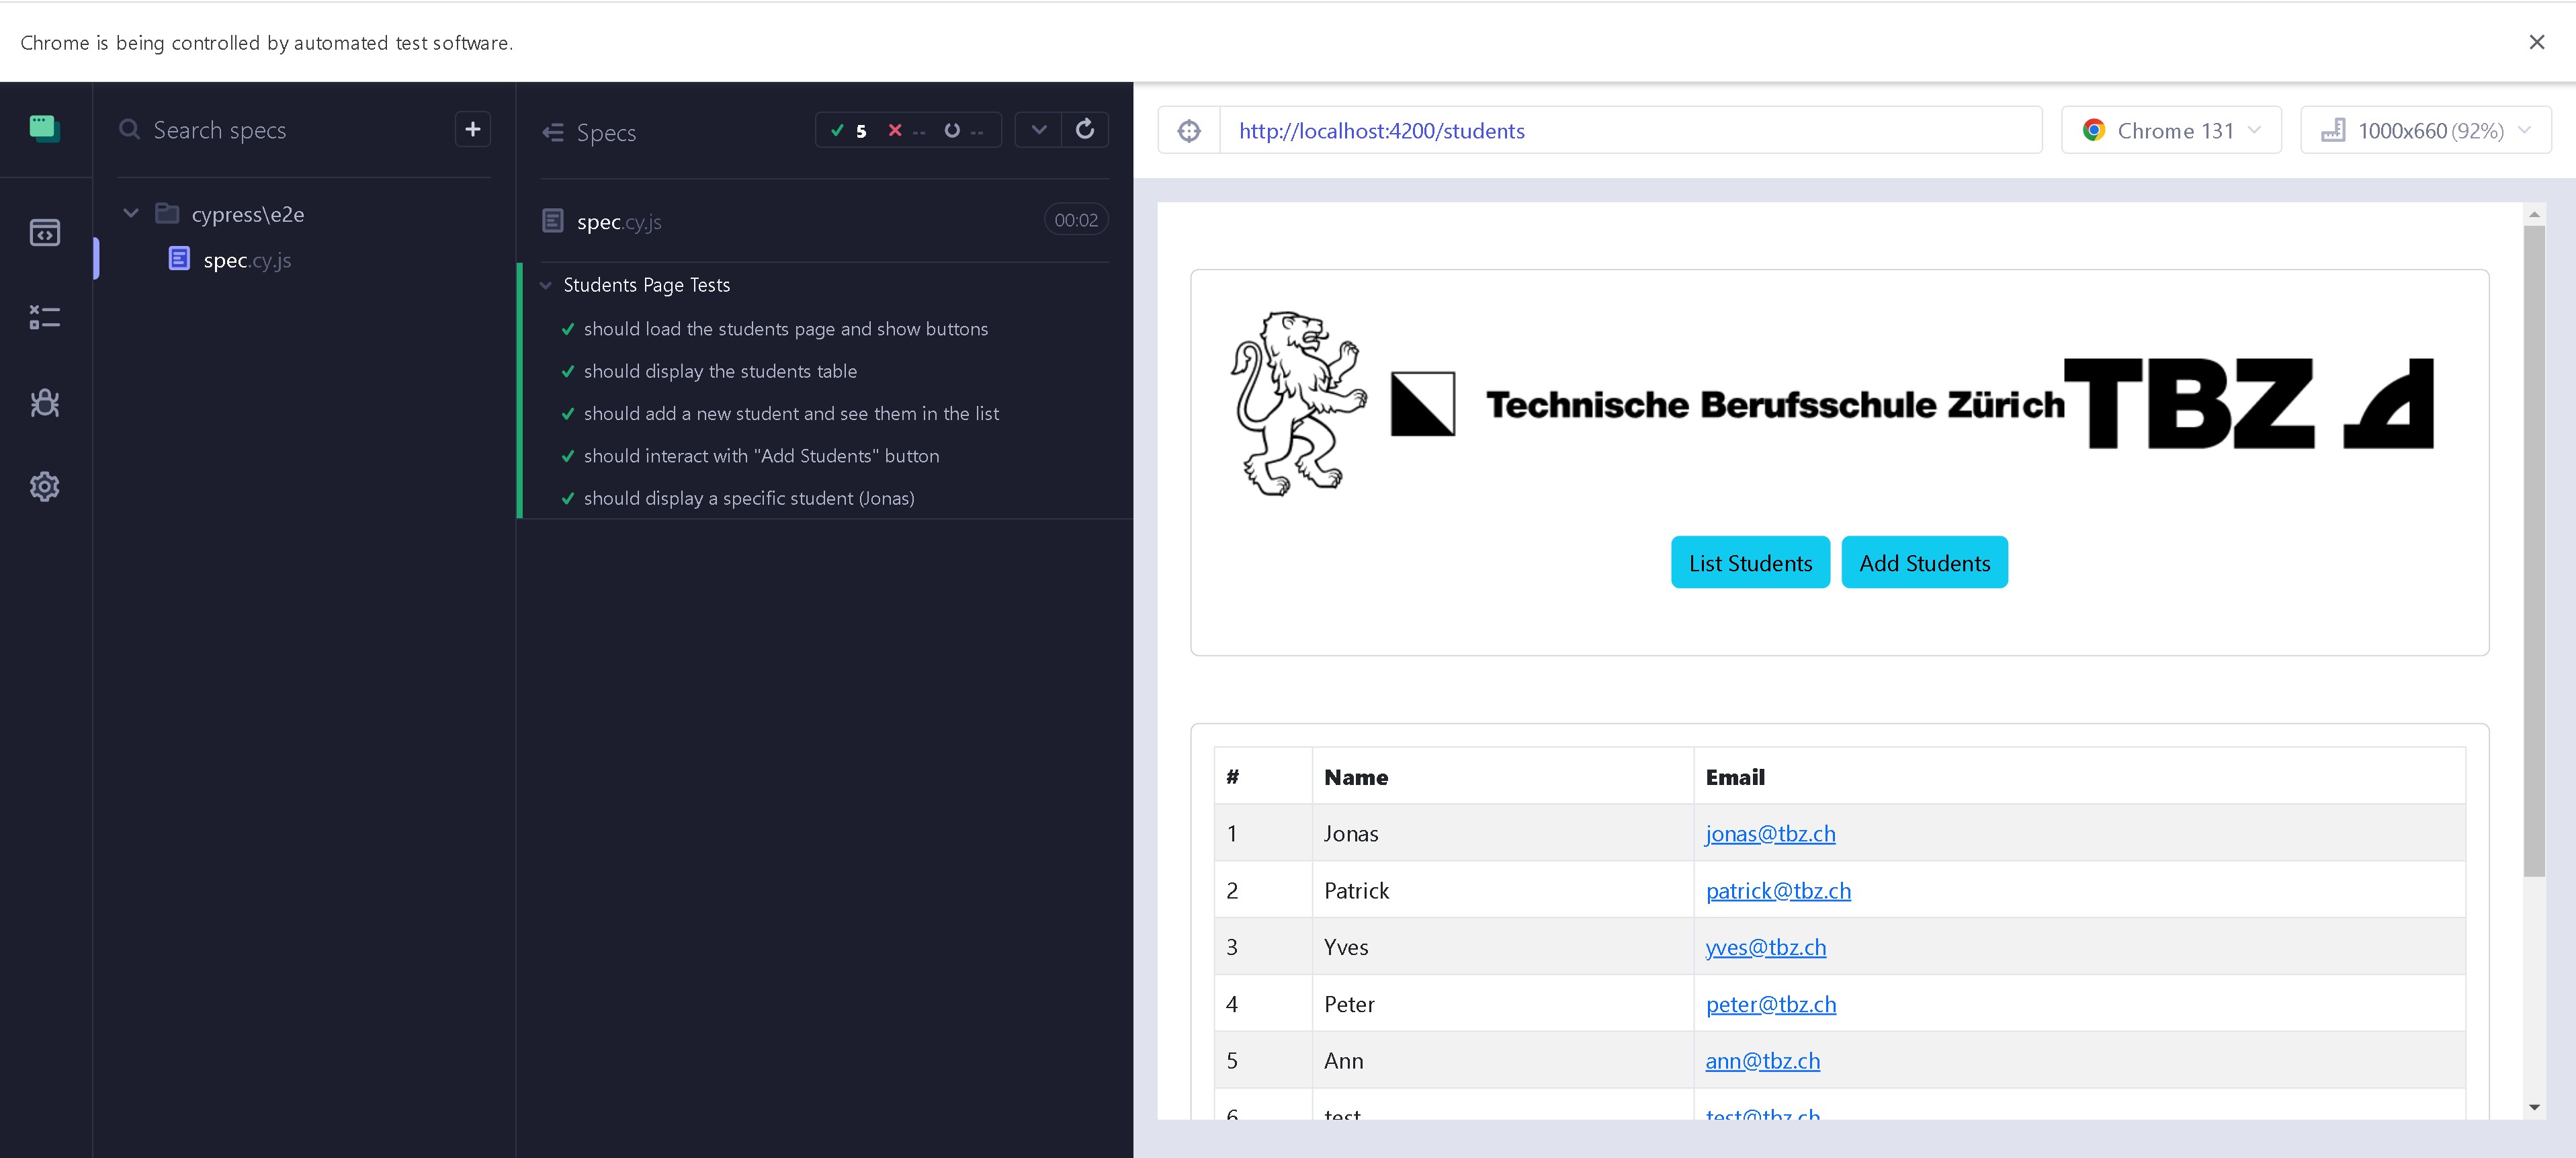 Chrome is being controlled by automated test software.
Search specs
cypress\e2e
spec.cy.js
Specs
5 -- --
spec.cy.js
00:02
Students Page Tests
should load the students page and show buttons
should display the students table
should add a new student and see them in the list
should interact with "Add Students" button
should display a specific student (Jonas)
http://localhost:4200/students
Chrome 131
1000x660 (92%)
Technische Berufsschule Zürich TBZ
List Students
Add Students
# Name Email
1 Jonas jonas@tbz.ch
2 Patrick patrick@tbz.ch
3 Yves yves@tbz.ch
4 Peter peter@tbz.ch
5 Ann ann@tbz.ch
6 test test@tbz.ch